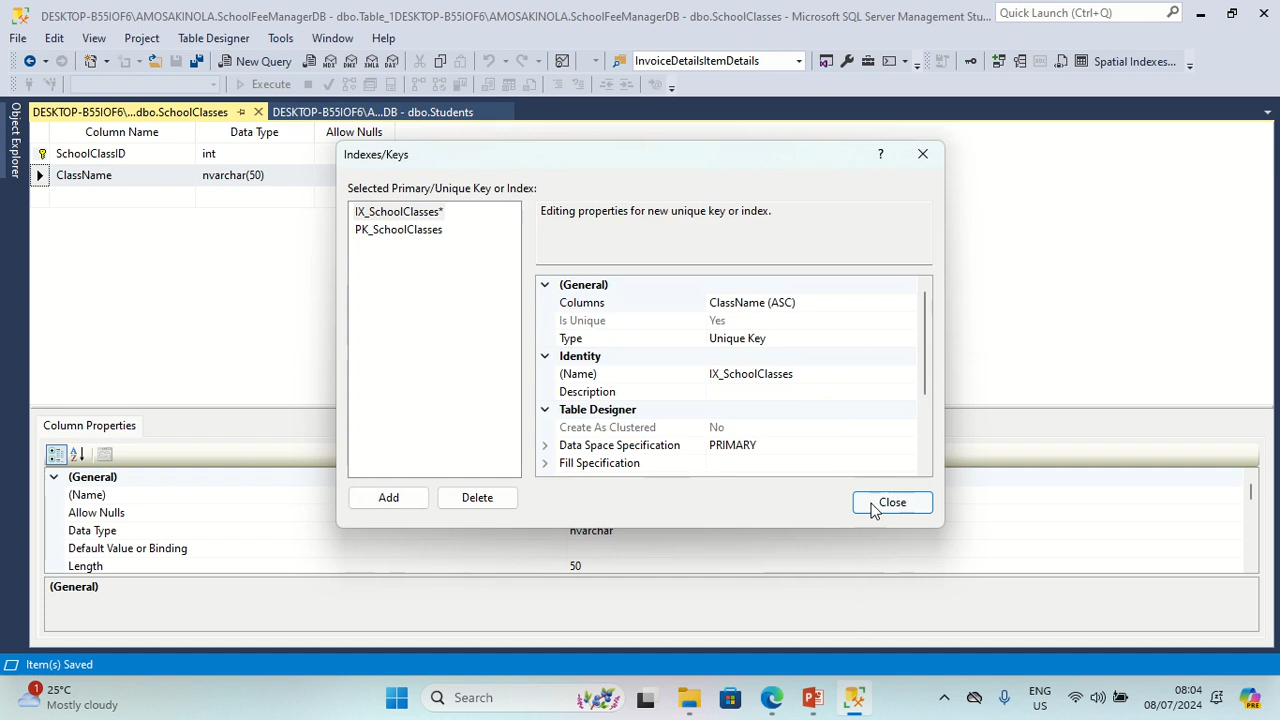 DESKTOP-B55IOF6\AMOSAKINOLA.SchoolFeeManagerDB - dbo.Table_1DESKTOP-B55IOF6\AMOSAKINOLA.SchoolFeeManagerDB - dbo.SchoolClasses - Microsoft SQL Server Management Stu... Quick Launch (Ctrl+Q)
File Edit View Project Table Designer Tools Window Help
New Query MDX DMX XMLA DAX InvoiceDetailsItemDetails
Execute Spatial Indexes...
DESKTOP-B55IOF6\...dbo.SchoolClasses DESKTOP-B55IOF6\A...DB - dbo.Students
Object Explorer
Column Name Data Type Allow Nulls
SchoolClassID int
ClassName nvarchar(50)
Indexes/Keys ?
Selected Primary/Unique Key or Index:
IX_SchoolClasses*
PK_SchoolClasses
Editing properties for new unique key or index.
(General)
Columns ClassName (ASC)
Is Unique Yes
Type Unique Key
Identity
(Name) IX_SchoolClasses
Description
Table Designer
Create As Clustered No
Data Space Specification PRIMARY
Fill Specification
Add Delete Close
Column Properties
(General)
(Name)
Allow Nulls
Data Type nvarchar
Default Value or Binding
Length 50
(General)
Item(s) Saved
1 25°C
Mostly cloudy
Search
ENG
US
08:04
08/07/2024
PRE